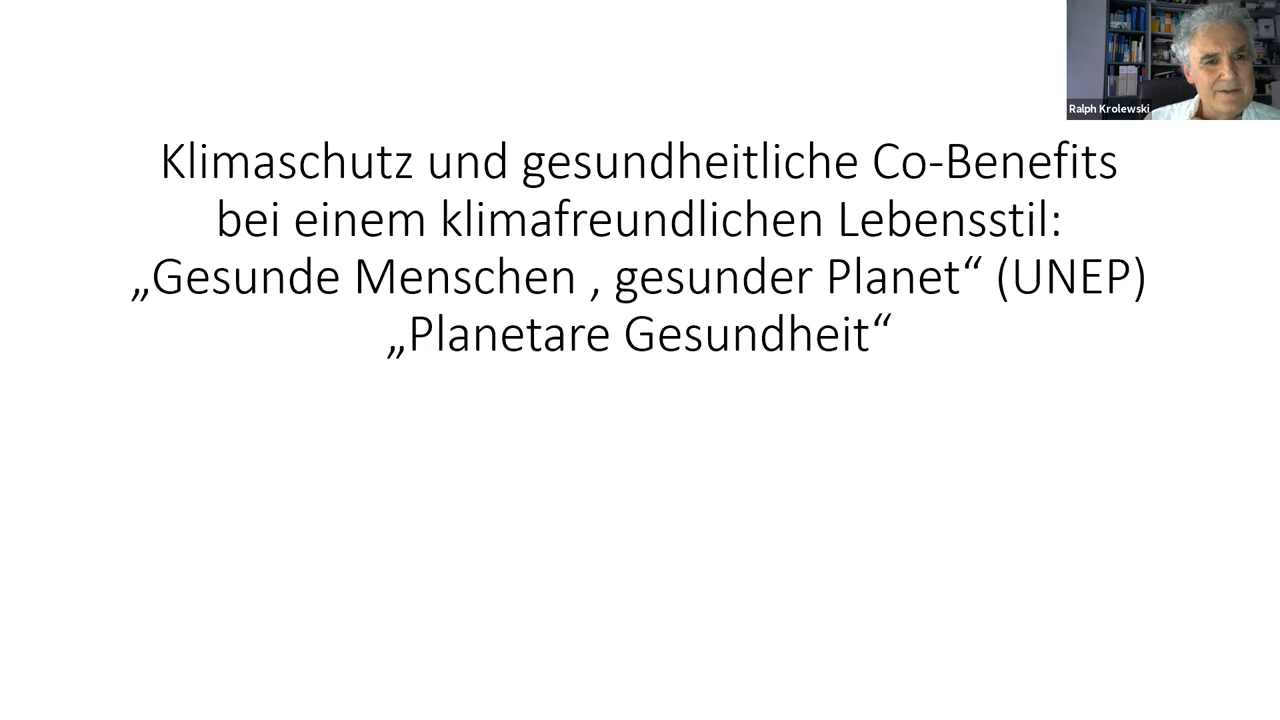 Ralph Krolewski
Klimaschutz und gesundheitliche Co-Benefits
bei einem klimafreundlichen Lebensstil:
„Gesunde Menschen , gesunder Planet“ (UNEP)
„Planetare Gesundheit“